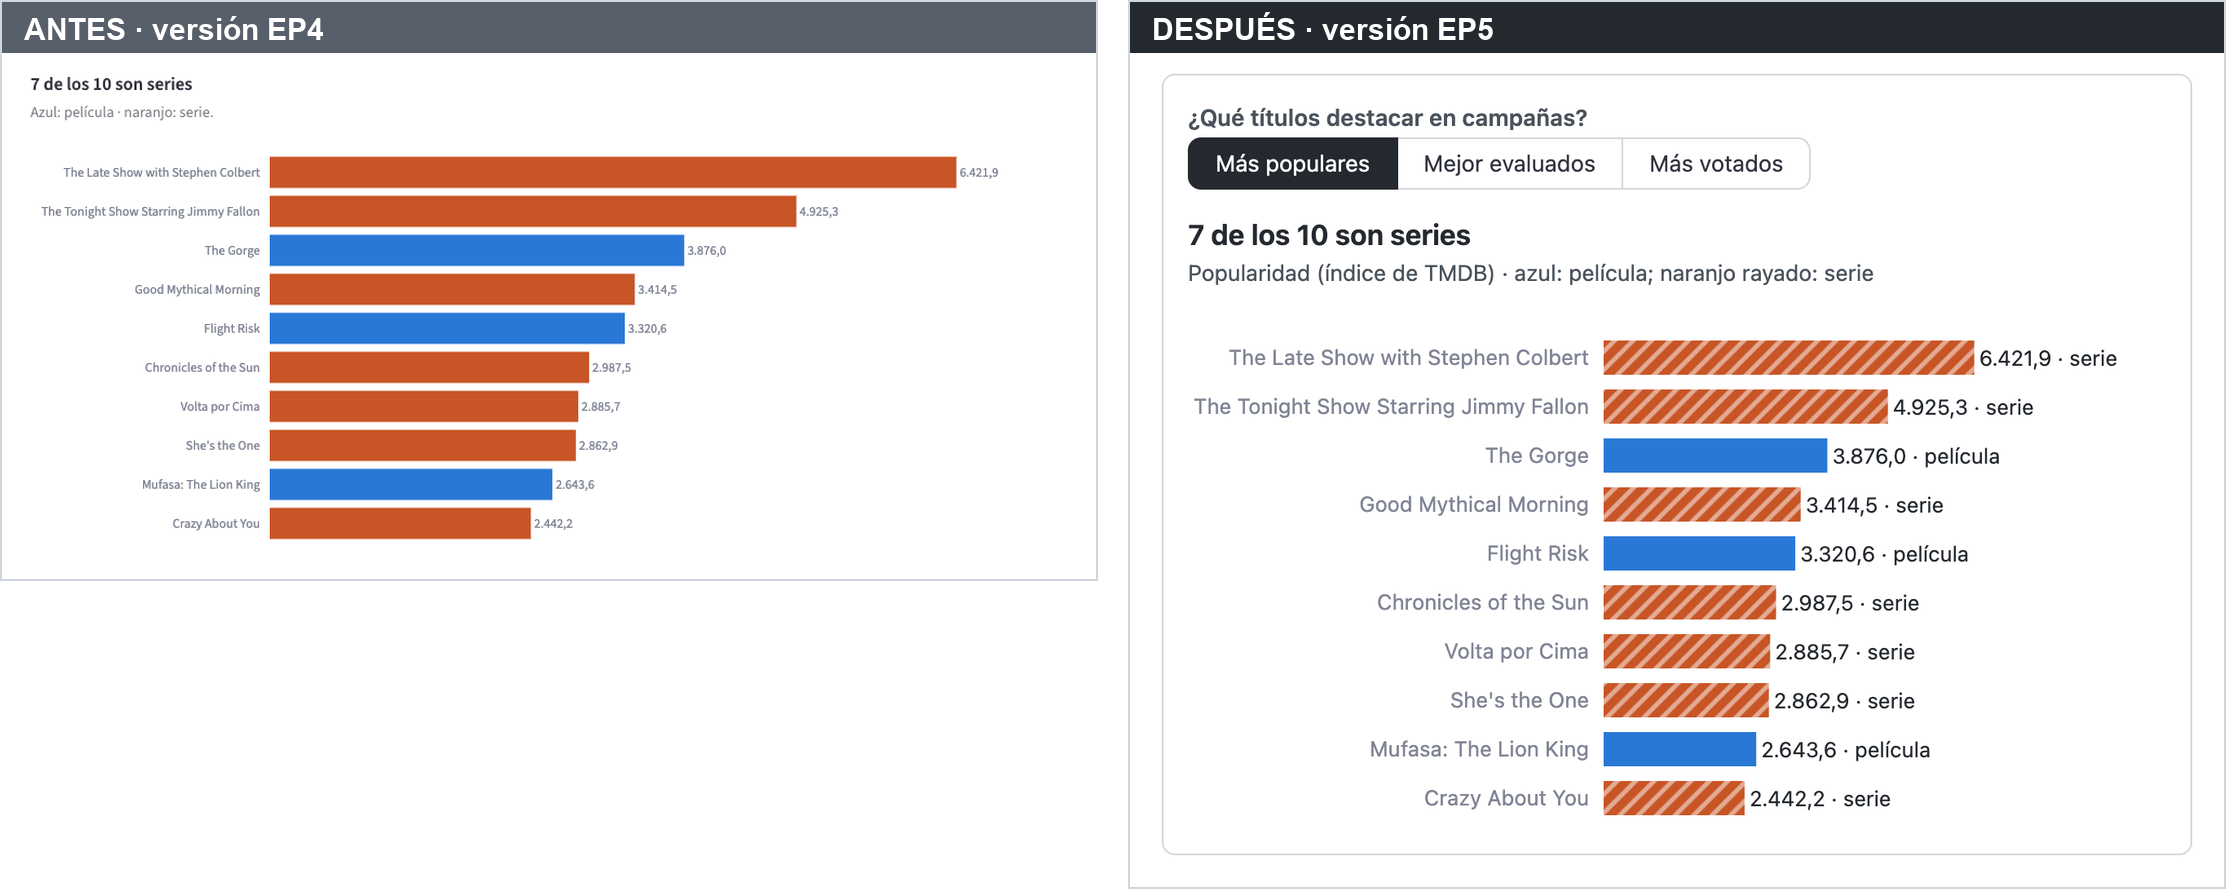 ANTES · versión EP4
7 de los 10 son series
Azul: película · naranjo: serie.
The Late Show with Stephen Colbert 6.421,9
The Tonight Show Starring Jimmy Fallon 4.925,3
The Gorge 3.876,0
Good Mythical Morning 3.414,5
Flight Risk 3.320,6
Chronicles of the Sun 2.987,5
Volta por Cima 2.885,7
She's the One 2.862,9
Mufasa: The Lion King 2.643,6
Crazy About You 2.442,2
DESPUÉS · versión EP5
¿Qué títulos destacar en campañas?
Más populares Mejor evaluados Más votados
7 de los 10 son series
Popularidad (índice de TMDB) · azul: película; naranjo rayado: serie
The Late Show with Stephen Colbert 6.421,9 · serie
The Tonight Show Starring Jimmy Fallon 4.925,3 · serie
The Gorge 3.876,0 · película
Good Mythical Morning 3.414,5 · serie
Flight Risk 3.320,6 · película
Chronicles of the Sun 2.987,5 · serie
Volta por Cima 2.885,7 · serie
She's the One 2.862,9 · serie
Mufasa: The Lion King 2.643,6 · película
Crazy About You 2.442,2 · serie